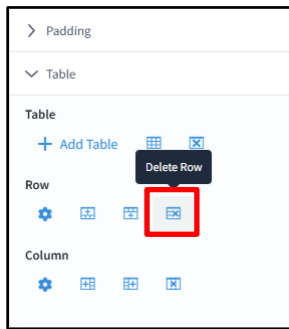 Padding
Table
Table
Add Table
Delete Row
Row
Column